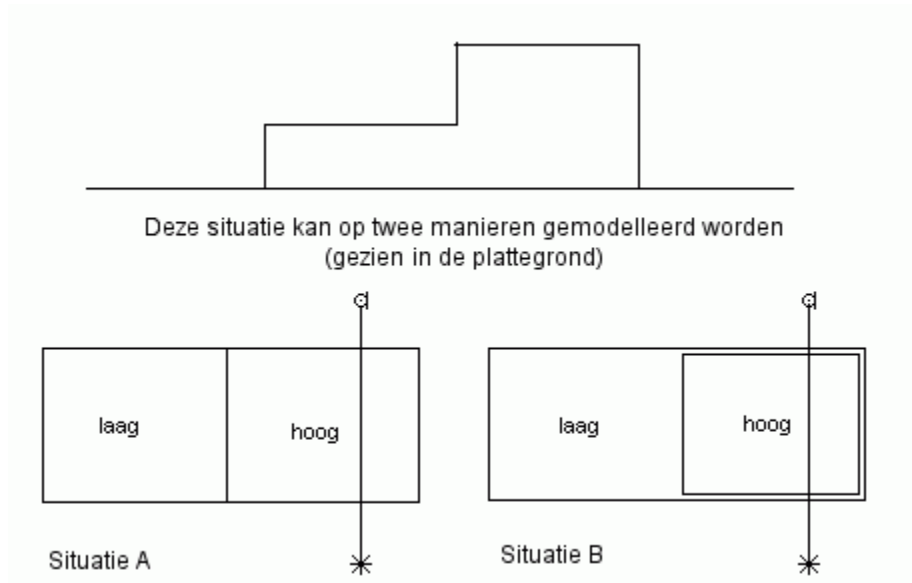 Deze situatie kan op twee manieren gemodelleerd worden
(gezien in de plattegrond)
laag
hoog
laag
hoog
Situatie A
Situatie B